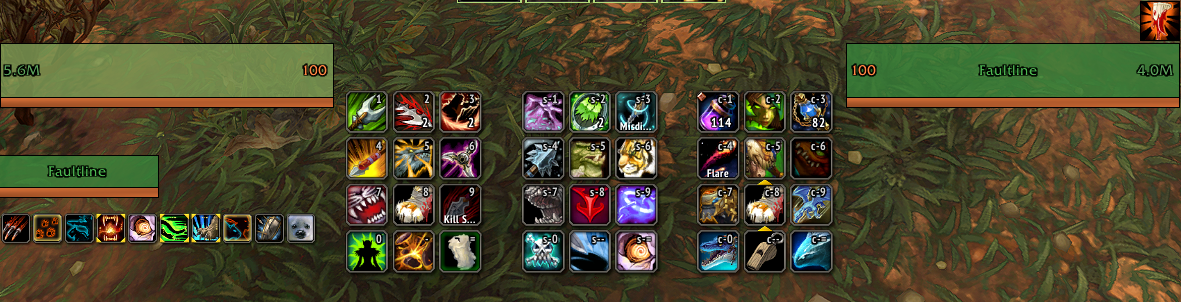 5.6M 100
100 Faultline 4.0M
1 2 3 s-1 s-2 s-3 c-1 c-2 c-3
2 2 2 Misdi... 114 82
4 5 6 s-4 s-5 s-6 c-4 c-5 c-6
Flare
Faultline
7 8 9 s-7 s-8 s-9 c-7 c-8 c-9
Kill S...
0 - = s-0 s-- s-= c-0 c-- c-=